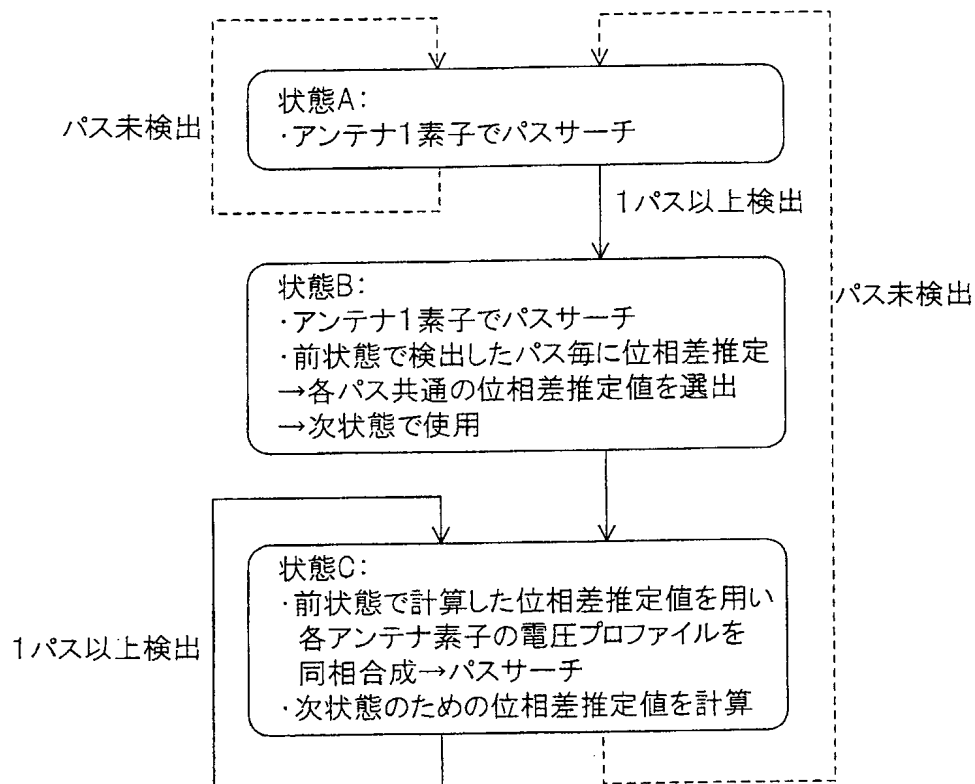 状態A:
・アンテナ1素子でパスサーチ
パス未検出
1パス以上検出
状態B:
・アンテナ1素子でパスサーチ
・前状態で検出したパス毎に位相差推定
→各パス共通の位相差推定値を選出
→次状態で使用
パス未検出
状態C:
・前状態で計算した位相差推定値を用い
各アンテナ素子の電圧プロファイルを
同相合成→パスサーチ
・次状態のための位相差推定値を計算
1パス以上検出